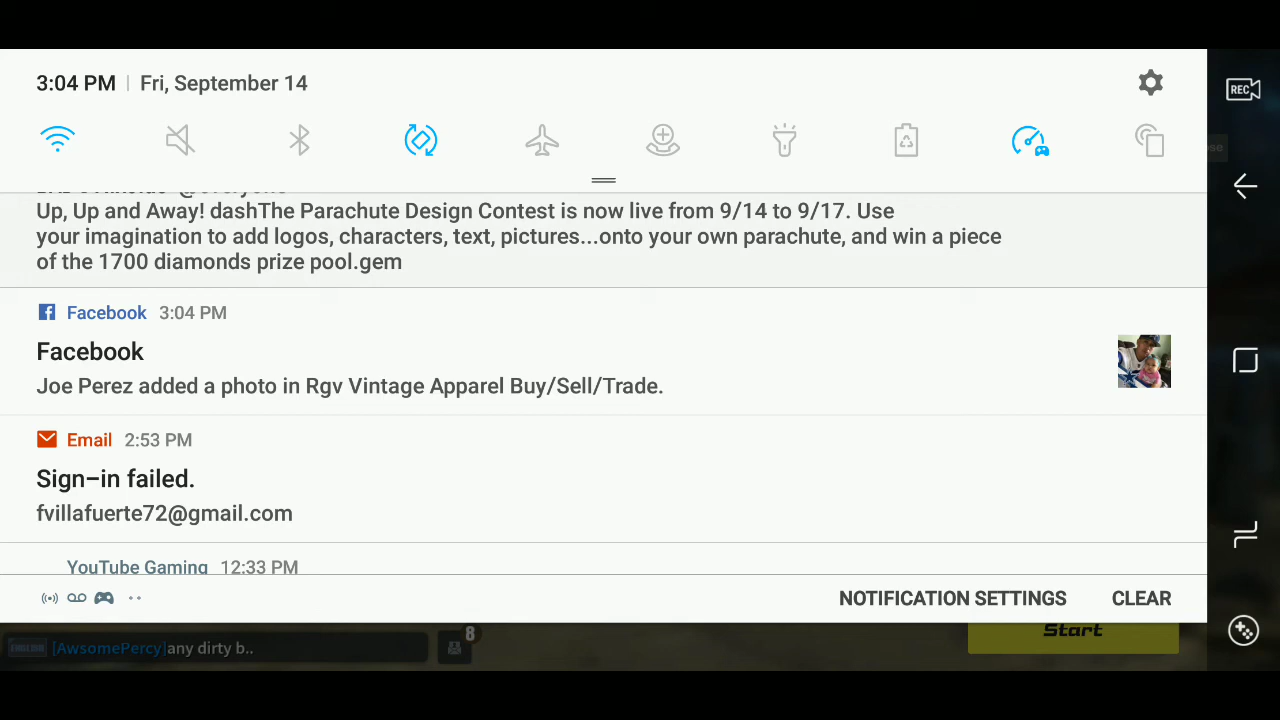 3:04 PM | Fri, September 14
REC
Up, Up and Away! dashThe Parachute Design Contest is now live from 9/14 to 9/17. Use
your imagination to add logos, characters, text, pictures...onto your own parachute, and win a piece
of the 1700 diamonds prize pool.gem
Facebook 3:04 PM
Facebook
Joe Perez added a photo in Rgv Vintage Apparel Buy/Sell/Trade.
Email 2:53 PM
Sign-in failed.
fvillafuerte72@gmail.com
YouTube Gaming 12:33 PM
NOTIFICATION SETTINGS CLEAR
ENGLISH [AwsomePercy]any dirty b.. 8 Start